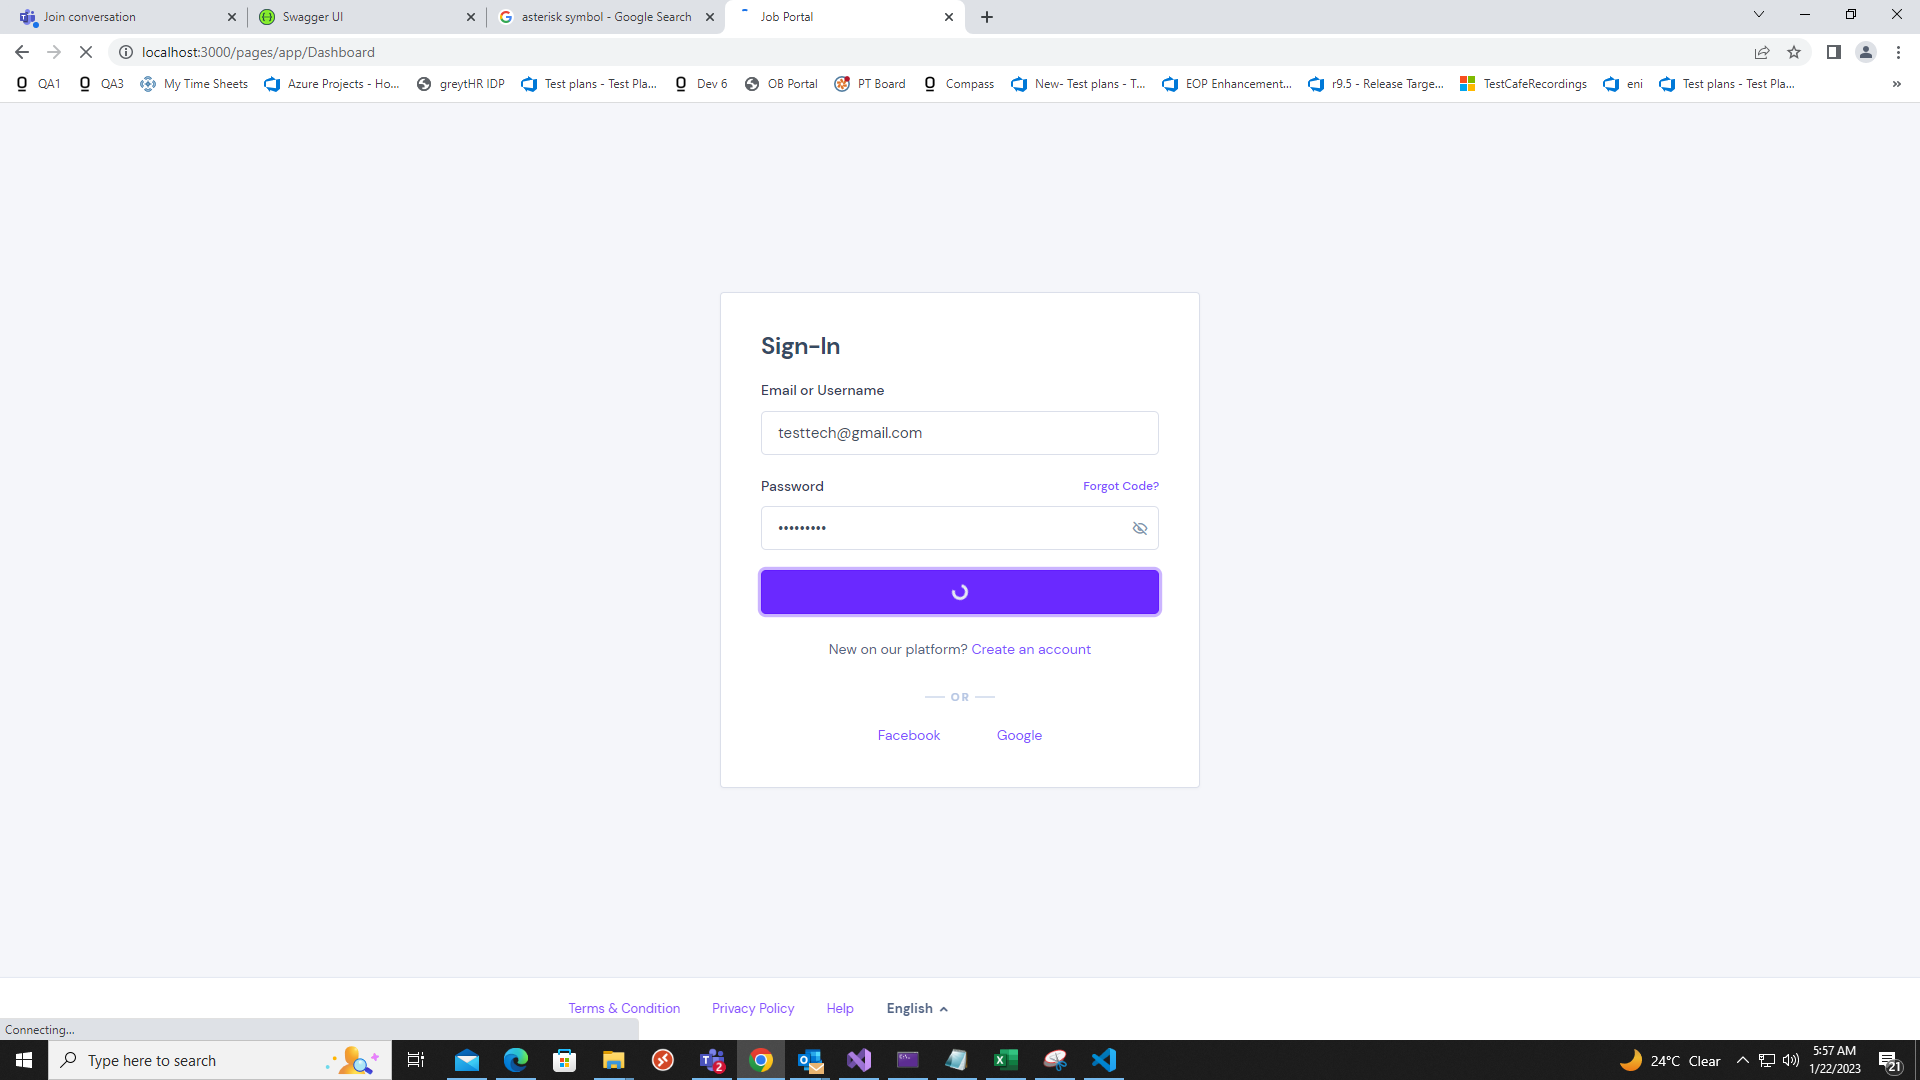 Join conversation
Swagger UI
asterisk symbol - Google Search
Job Portal
localhost:3000/pages/app/Dashboard
QA1 QA3 My Time Sheets Azure Projects - Ho... greytHR IDP Test plans - Test Pla... Dev 6 OB Portal PT Board Compass New- Test plans - T... EOP Enhancement... r9.5 - Release Targe... TestCafeRecordings eni Test plans - Test Pla... »
Sign-In
Email or Username
testtech@gmail.com
Password Forgot Code?
•••••••••
New on our platform? Create an account
OR
Facebook Google
Terms & Condition Privacy Policy Help English
Connecting...
Type here to search
2
24°C Clear
5:57 AM
1/22/2023
21